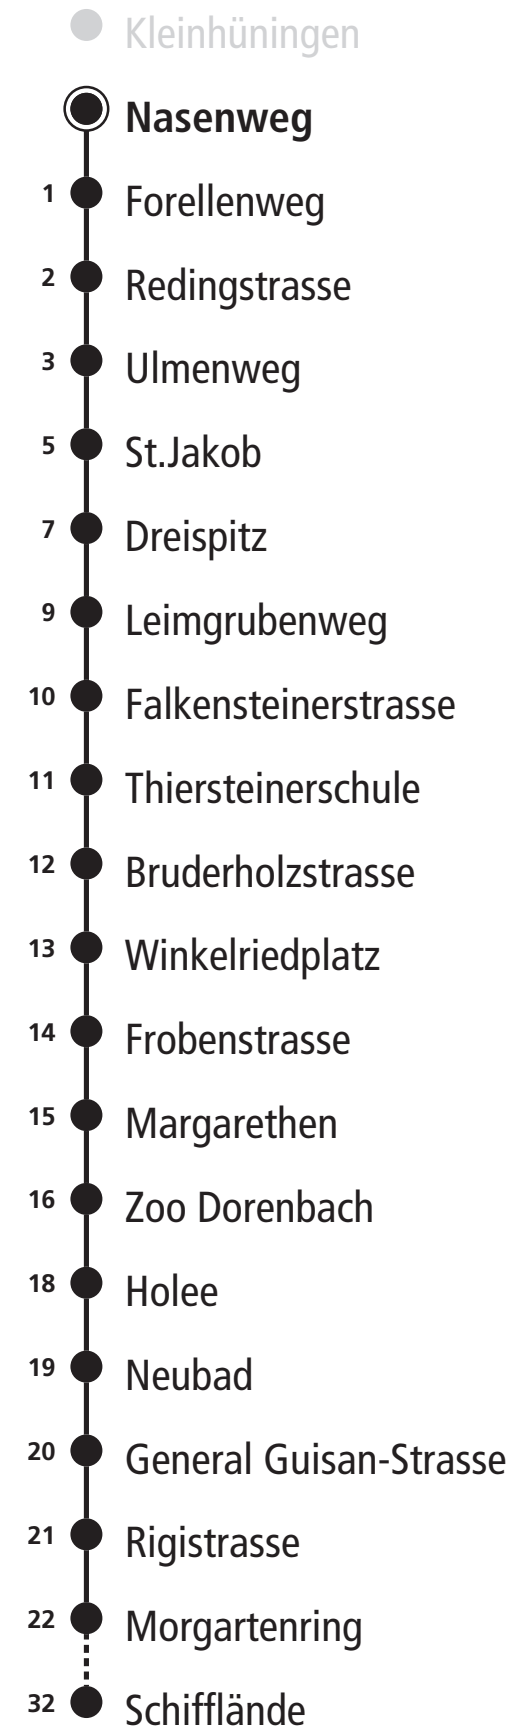 Kleinhüningen
Nasenweg
1 Forellenweg
2 Redingstrasse
3 Ulmenweg
5 St.Jakob
7 Dreispitz
9 Leimgrubenweg
10 Falkensteinerstrasse
11 Thiersteinerschule
12 Bruderholzstrasse
13 Winkelriedplatz
14 Frobenstrasse
15 Margarethen
16 Zoo Dorenbach
18 Holee
19 Neubad
20 General Guisan-Strasse
21 Rigistrasse
22 Morgartenring
32 Schifflände